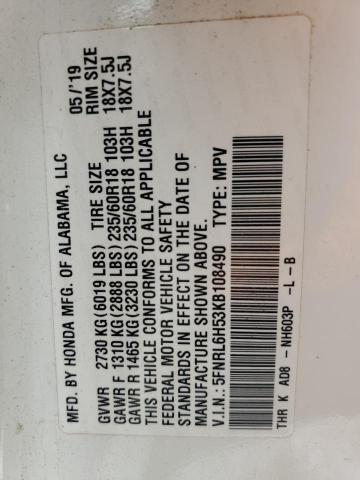 MFD. BY HONDA MFG. OF ALABAMA, LLC 05/'19
GVWR 2730 KG (6019 LBS) TIRE SIZE RIM SIZE
GAWR F 1310 KG (2888 LBS) 235/60R18 103H 18X7.5J
GAWR R 1465 KG (3230 LBS) 235/60R18 103H 18X7.5J
THIS VEHICLE CONFORMS TO ALL APPLICABLE
FEDERAL MOTOR VEHICLE SAFETY
STANDARDS IN EFFECT ON THE DATE OF
MANUFACTURE SHOWN ABOVE.
V.I.N.: 5FNRL6H53KB108490 TYPE: MPV
THR K AD8 -NH603P -L-B